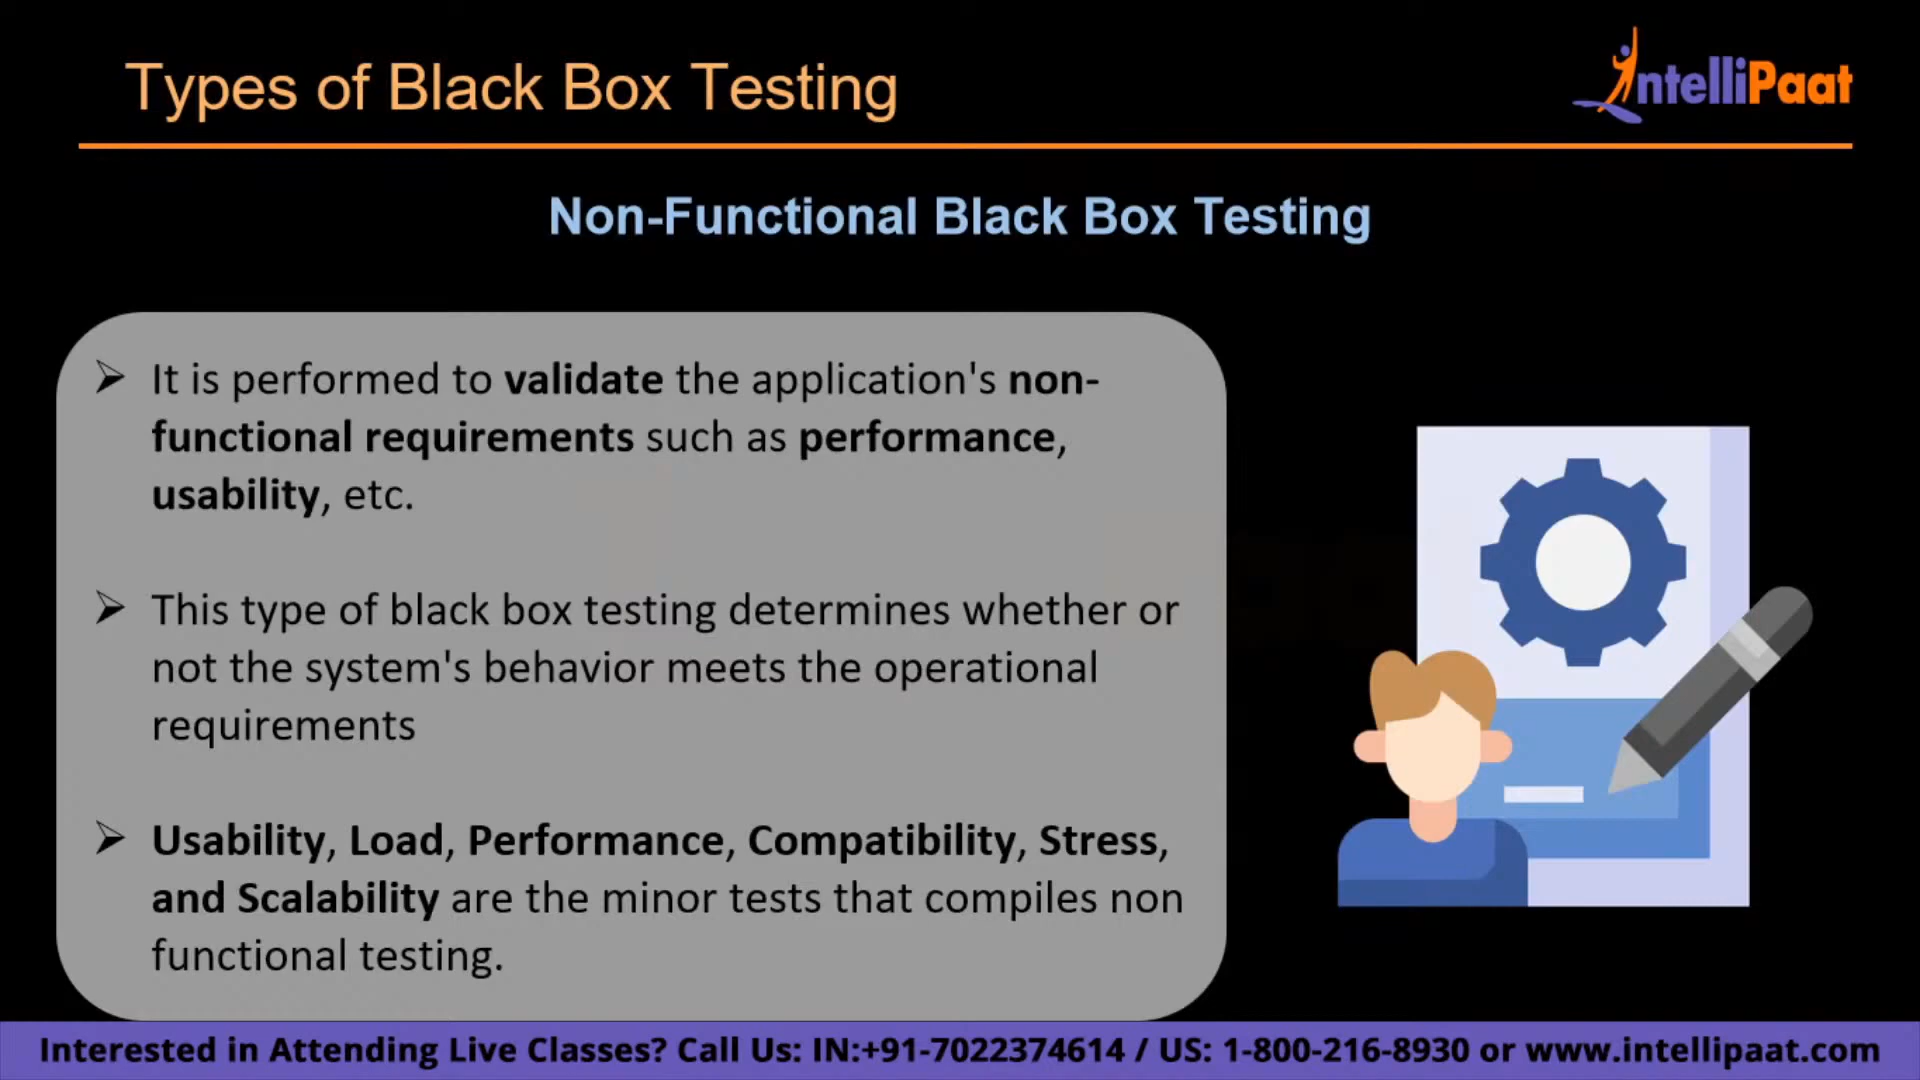 Types of Black Box Testing
IntelliPaat
Non-Functional Black Box Testing
It is performed to validate the application's non-
functional requirements such as performance,
usability, etc.
This type of black box testing determines whether or
not the system's behavior meets the operational
requirements
Usability, Load, Performance, Compatibility, Stress,
and Scalability are the minor tests that compiles non
functional testing.
Interested in Attending Live Classes? Call Us: IN:+91-7022374614 / US: 1-800-216-8930 or www.intellipaat.com